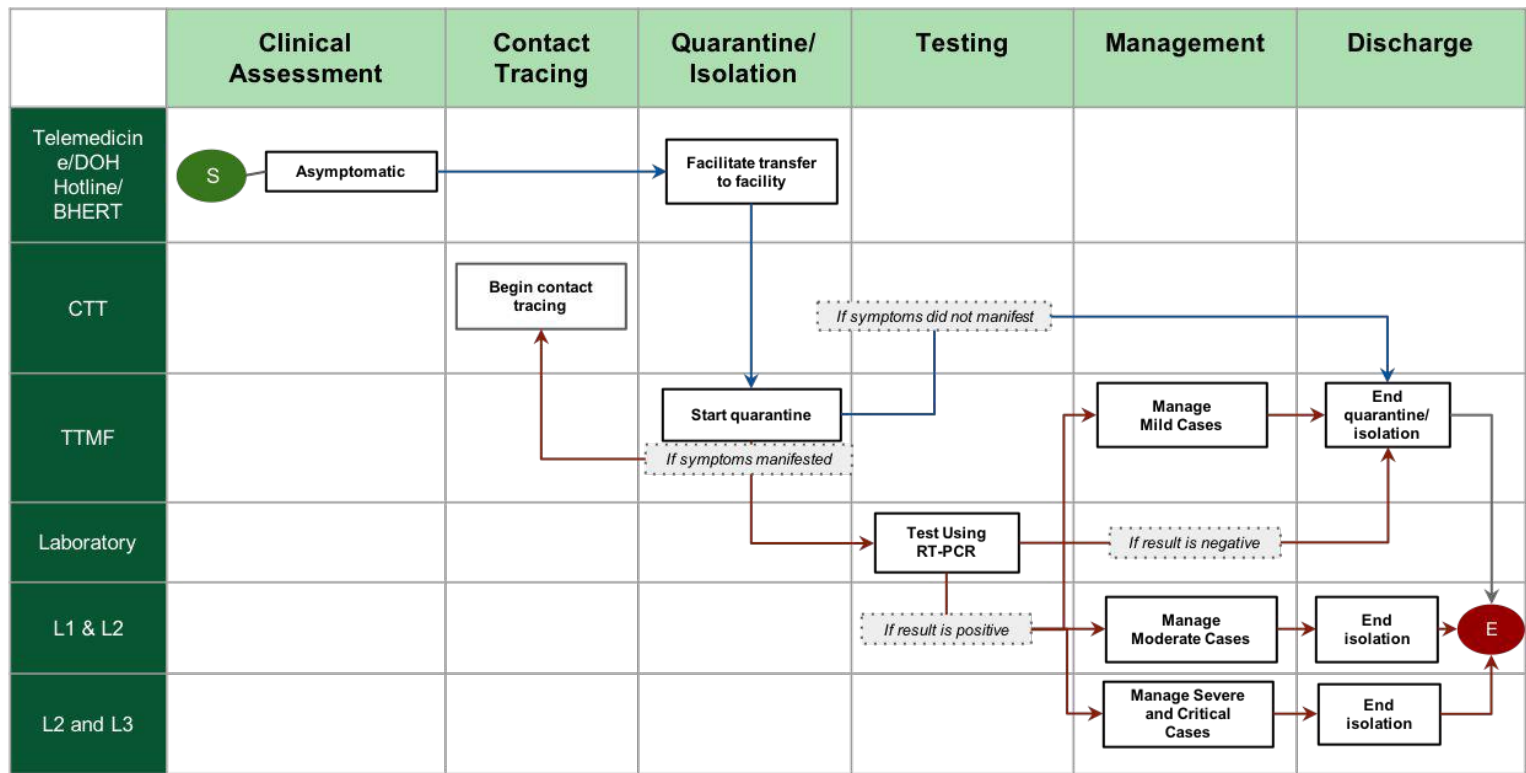 Clinical
Assessment
Contact
Tracing
Quarantine/
Isolation
Testing
Management
Discharge
Telemedicin
e/DOH
Hotline/
BHERT
S
Asymptomatic
Facilitate transfer
to facility
CTT
Begin contact
tracing
If symptoms did not manifest
TTMF
Start quarantine
If symptoms manifested
Manage
Mild Cases
End
quarantine/
isolation
Laboratory
Test Using
RT-PCR
If result is negative
L1 & L2
If result is positive
Manage
Moderate Cases
End
isolation
E
L2 and L3
Manage Severe
and Critical
Cases
End
isolation